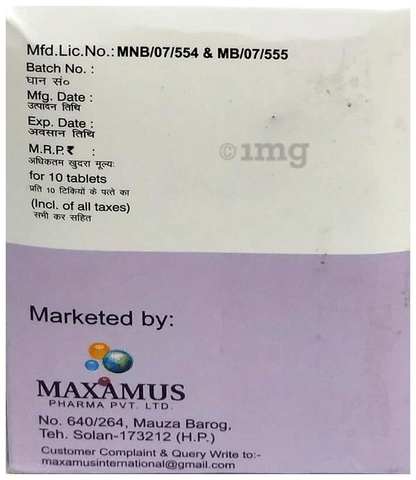 Mfd.Lic.No.: MNB/07/554 & MB/07/555
Batch No. :
घान सं०
Mfg. Date :
उत्पादन तिथि
Exp. Date :
अवसान तिथि
M.R.P.₹ :
अधिकतम खुदरा मूल्यः
for 10 tablets
प्रति 10 टिकियों के पत्ते का
(Incl. of all taxes)
सभी कर सहित
©1mg
Marketed by:
MAXAMUS
PHARMA PVT. LTD.
No. 640/264, Mauza Barog,
Teh. Solan-173212 (H.P.)
Customer Complaint & Query Write to:-
maxamusinternational@gmail.com